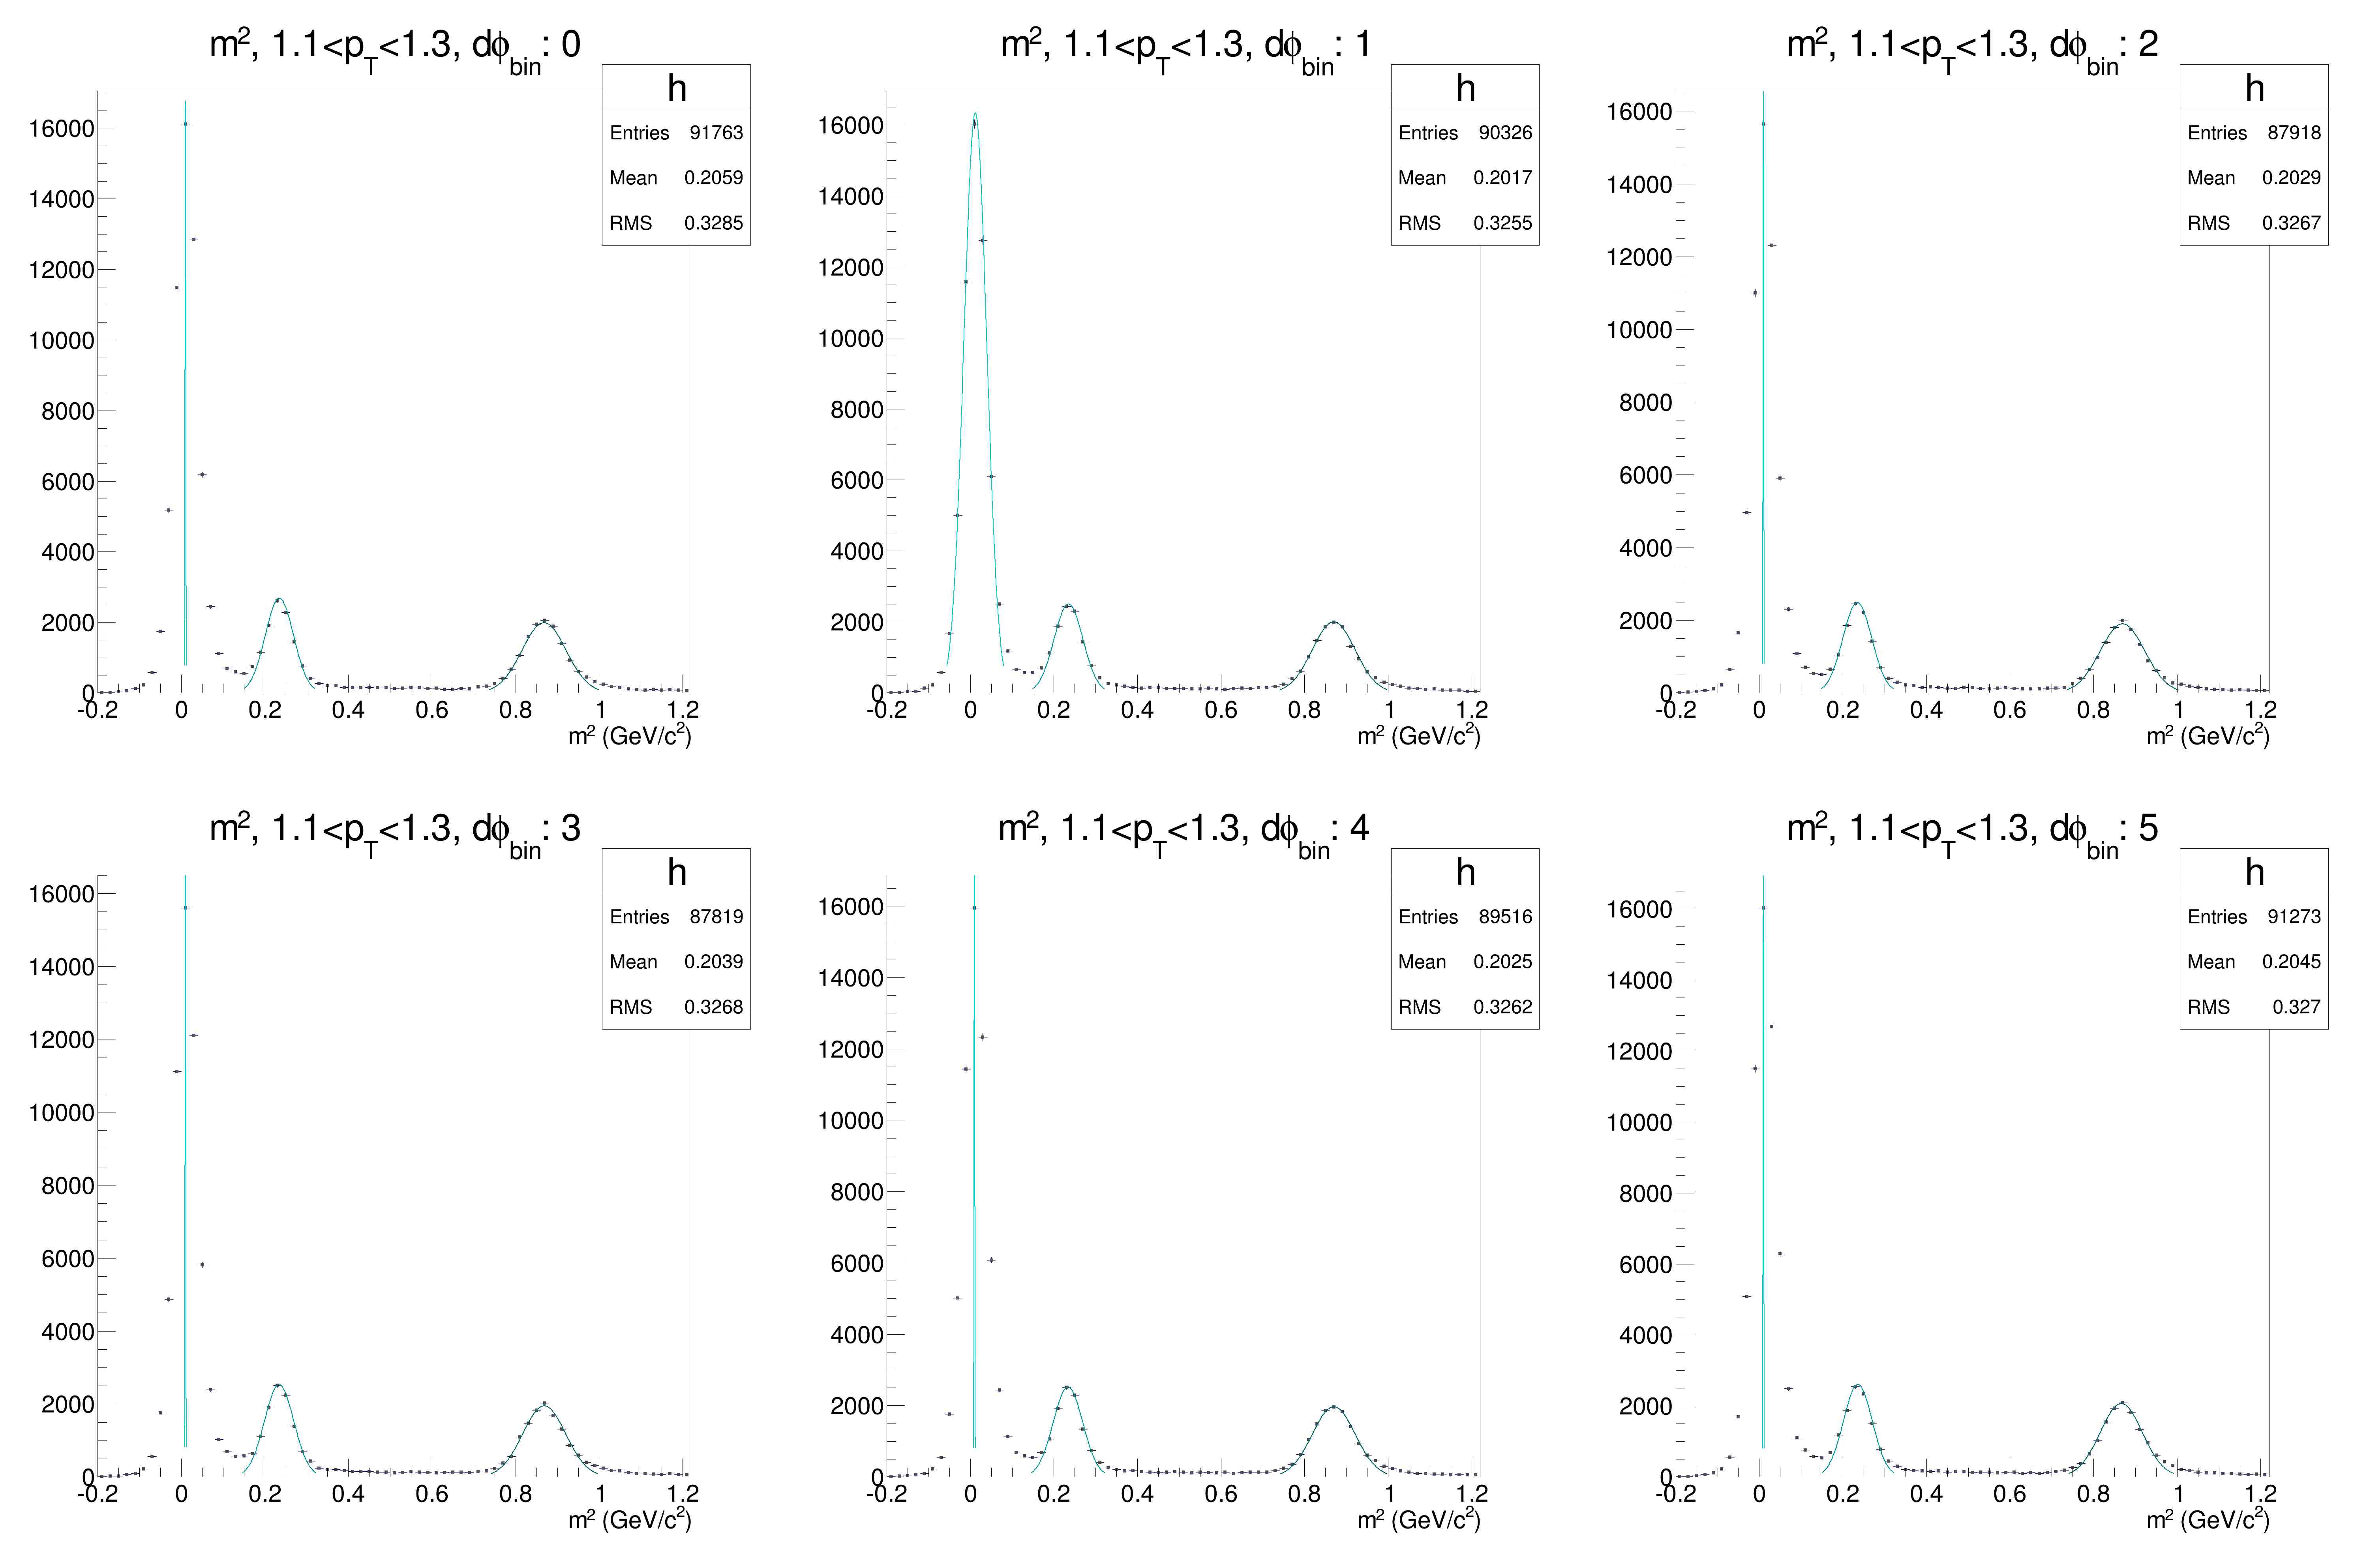 m², 1.1<p_T<1.3, dϕ_bin: 0
h
Entries 91763
Mean 0.2059
RMS 0.3285
16000
14000
12000
10000
8000
6000
4000
2000
0
-0.2 0 0.2 0.4 0.6 0.8 1 1.2
m² (GeV/c²)
m², 1.1<p_T<1.3, dϕ_bin: 1
h
Entries 90326
Mean 0.2017
RMS 0.3255
16000
14000
12000
10000
8000
6000
4000
2000
0
-0.2 0 0.2 0.4 0.6 0.8 1 1.2
m² (GeV/c²)
m², 1.1<p_T<1.3, dϕ_bin: 2
h
Entries 87918
Mean 0.2029
RMS 0.3267
16000
14000
12000
10000
8000
6000
4000
2000
0
-0.2 0 0.2 0.4 0.6 0.8 1 1.2
m² (GeV/c²)
m², 1.1<p_T<1.3, dϕ_bin: 3
h
Entries 87819
Mean 0.2039
RMS 0.3268
16000
14000
12000
10000
8000
6000
4000
2000
0
-0.2 0 0.2 0.4 0.6 0.8 1 1.2
m² (GeV/c²)
m², 1.1<p_T<1.3, dϕ_bin: 4
h
Entries 89516
Mean 0.2025
RMS 0.3262
16000
14000
12000
10000
8000
6000
4000
2000
0
-0.2 0 0.2 0.4 0.6 0.8 1 1.2
m² (GeV/c²)
m², 1.1<p_T<1.3, dϕ_bin: 5
h
Entries 91273
Mean 0.2045
RMS 0.327
16000
14000
12000
10000
8000
6000
4000
2000
0
-0.2 0 0.2 0.4 0.6 0.8 1 1.2
m² (GeV/c²)